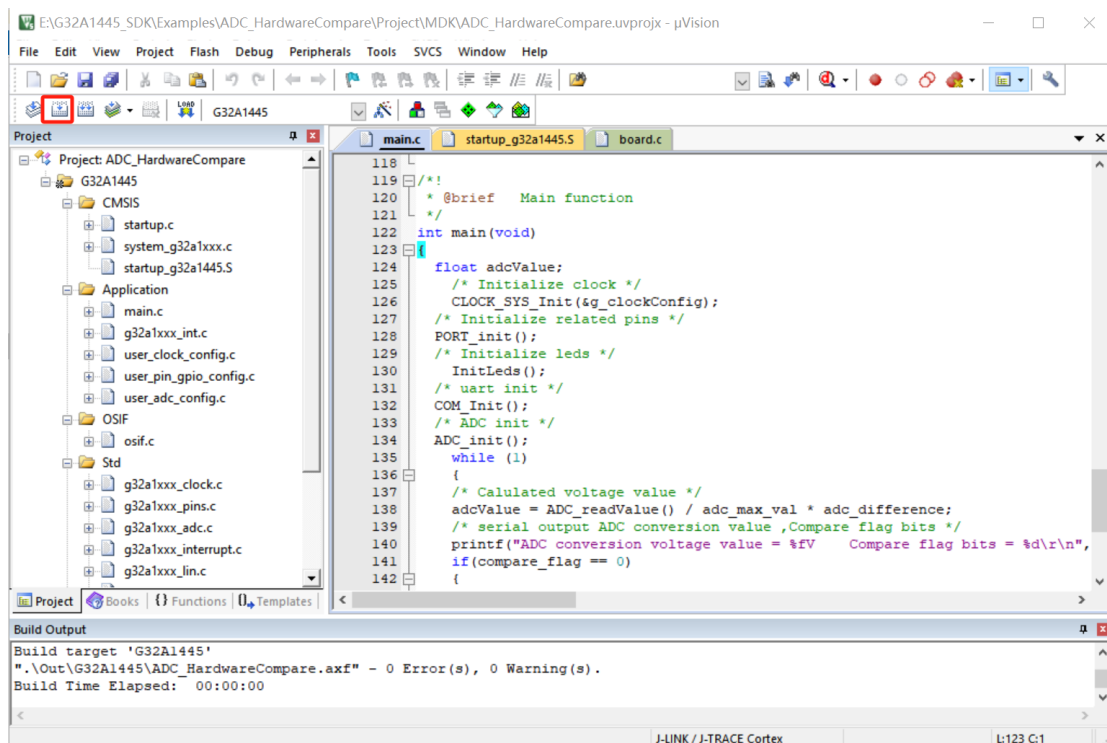 E:\G32A1445_SDK\Examples\ADC_HardwareCompare\Project\MDK\ADC_HardwareCompare.uvprojx - µVision
File Edit View Project Flash Debug Peripherals Tools SVCS Window Help
LOAD G32A1445
Project
Project: ADC_HardwareCompare
G32A1445
CMSIS
startup.c
system_g32a1xxx.c
startup_g32a1445.S
Application
main.c
g32a1xxx_int.c
user_clock_config.c
user_pin_gpio_config.c
user_adc_config.c
OSIF
osif.c
Std
g32a1xxx_clock.c
g32a1xxx_pins.c
g32a1xxx_adc.c
g32a1xxx_interrupt.c
g32a1xxx_lin.c
Project Books {} Functions Templates
main.c startup_g32a1445.S board.c
118
119 /*!
120 * @brief Main function
121 */
122 int main(void)
123 {
124 float adcValue;
125 /* Initialize clock */
126 CLOCK_SYS_Init(&g_clockConfig);
127 /* Initialize related pins */
128 PORT_init();
129 /* Initialize leds */
130 InitLeds();
131 /* uart init */
132 COM_Init();
133 /* ADC init */
134 ADC_init();
135 while (1)
136 {
137 /* Calulated voltage value */
138 adcValue = ADC_readValue() / adc_max_val * adc_difference;
139 /* serial output ADC conversion value ,Compare flag bits */
140 printf("ADC conversion voltage value = %fV Compare flag bits = %d\r\n",
141 if(compare_flag == 0)
142 {
Build Output
Build target 'G32A1445'
".\Out\G32A1445\ADC_HardwareCompare.axf" - 0 Error(s), 0 Warning(s).
Build Time Elapsed: 00:00:00
J-LINK / J-TRACE Cortex L:123 C:1